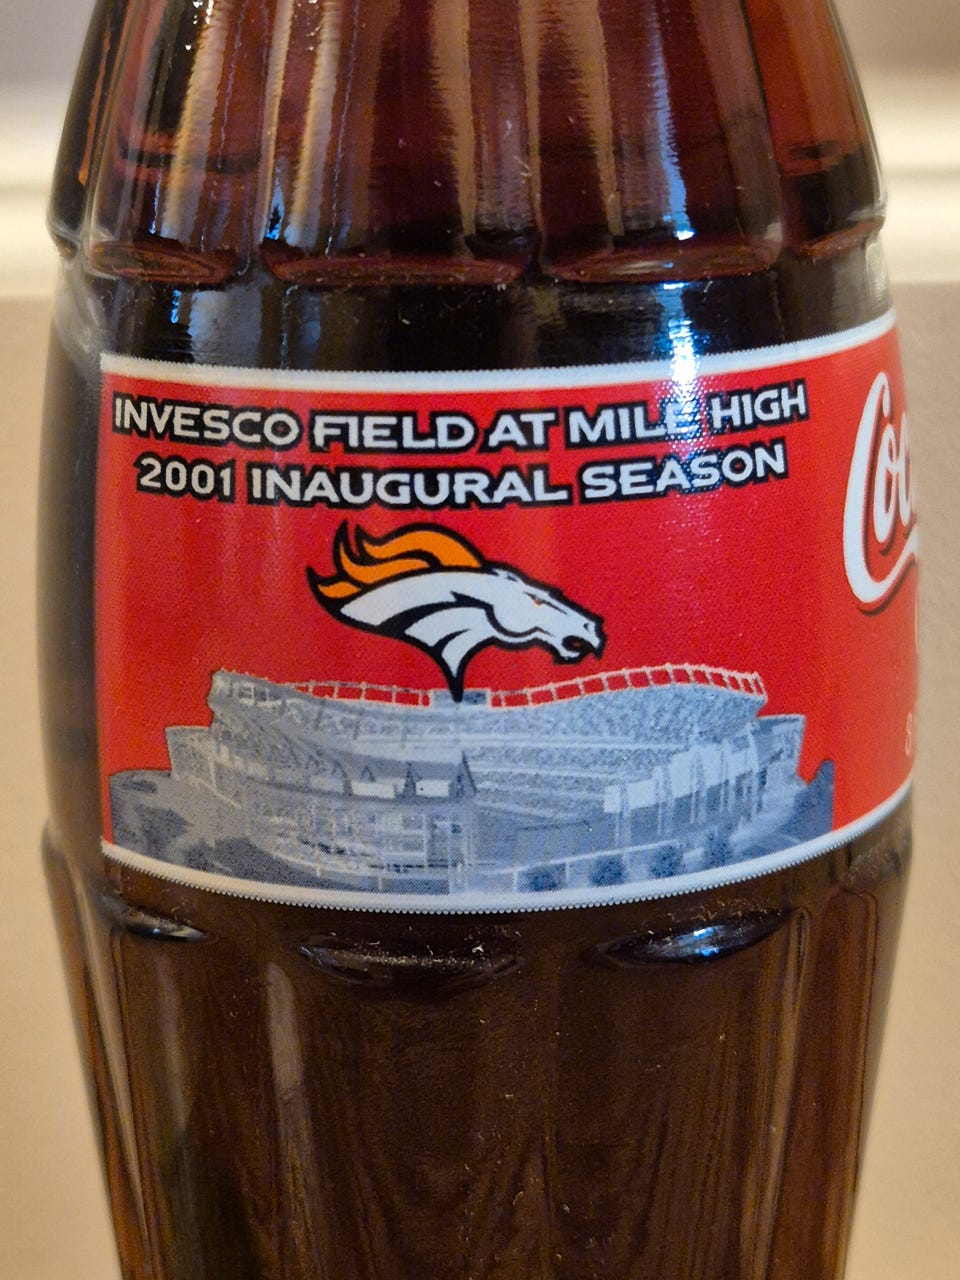 INVESCO FIELD AT MILE HIGH
2001 INAUGURAL SEASON